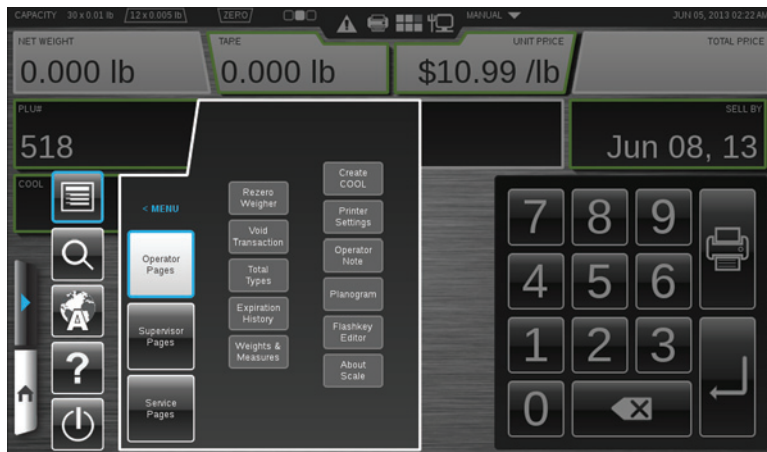 CAPACITY 30 x 0.01 lb 12 x 0.005 lb ZERO MANUAL JUN 05, 2013 02:22 AM
NET WEIGHT TARE UNIT PRICE TOTAL PRICE
0.000 lb 0.000 lb $10.99 /lb
PLU# SELL BY
518 Jun 08, 13
COOL
< MENU
Operator
Pages
Supervisor
Pages
Service
Pages
Rezero
Weigher
Void
Transaction
Total
Types
Expiration
History
Weights &
Measures
Create
COOL
Printer
Settings
Operator
Note
Planogram
Flashkey
Editor
About
Scale
A
?
7 8 9
4 5 6
1 2 3
0